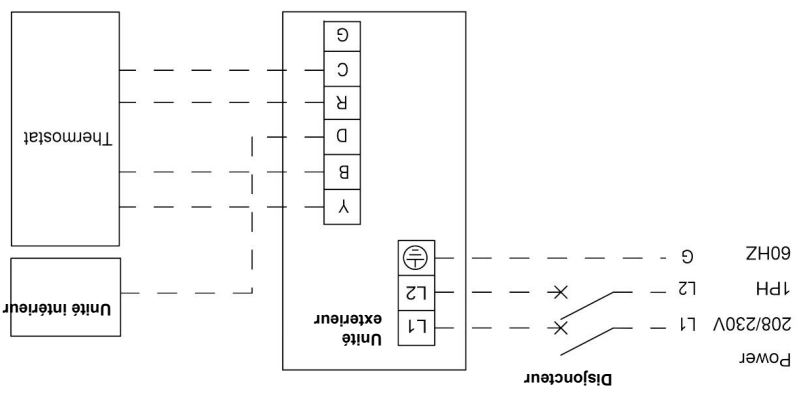 Disjoncteur
Power
208/230V
1PH
60HZ
L1
L2
G
L1
L2
Unité
exterieur
Y
B
D
R
C
G
Unité intérieur
Thermostat